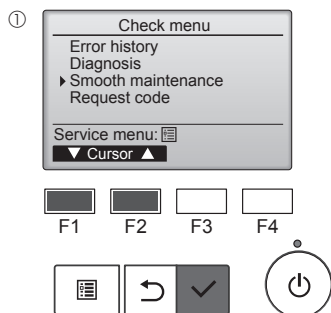 ①
Check menu
Error history
Diagnosis
Smooth maintenance
Request code
Service menu:
▼ Cursor ▲
F1 F2 F3 F4